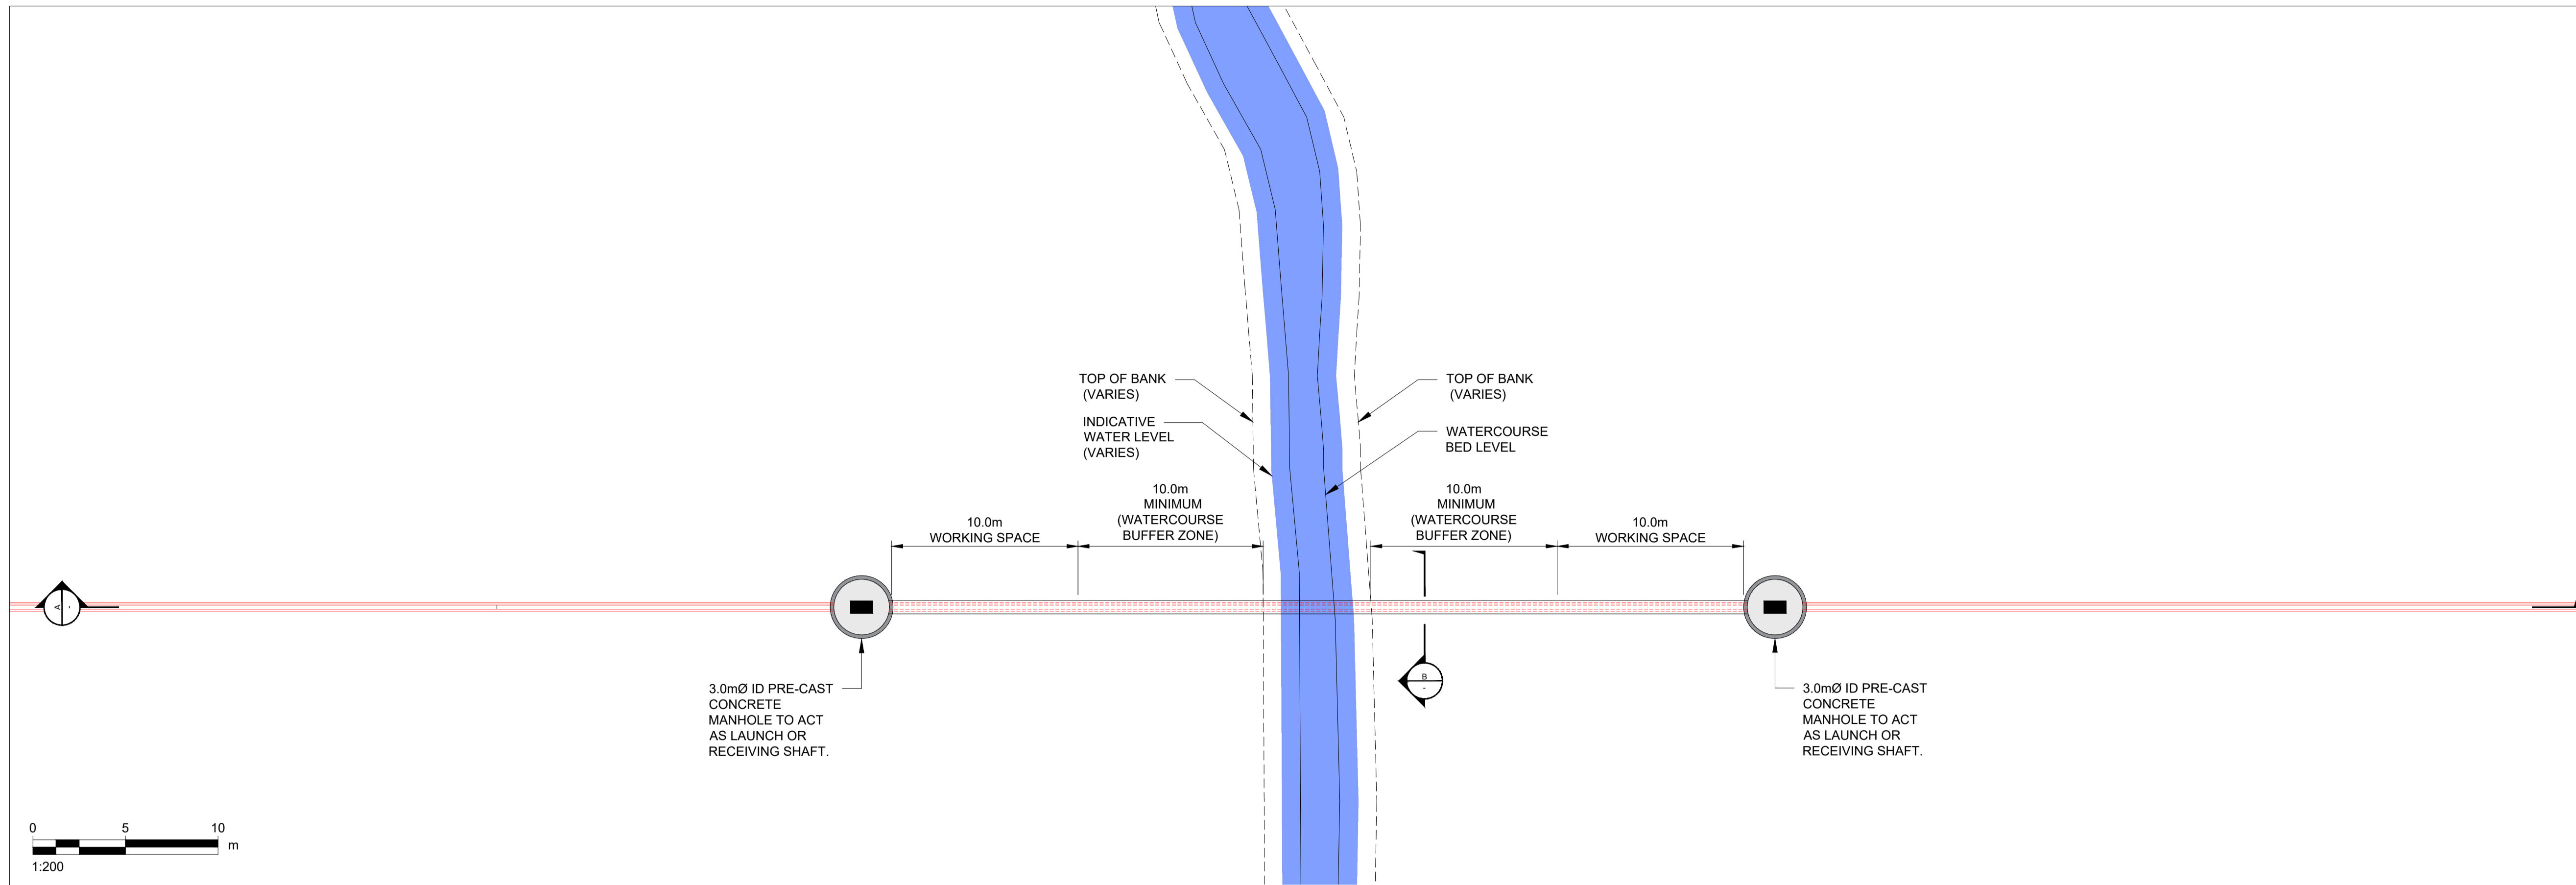 TOP OF BANK
(VARIES)
INDICATIVE
WATER LEVEL
(VARIES)
TOP OF BANK
(VARIES)
WATERCOURSE
BED LEVEL
10.0m
WORKING SPACE
10.0m
MINIMUM
(WATERCOURSE
BUFFER ZONE)
10.0m
MINIMUM
(WATERCOURSE
BUFFER ZONE)
10.0m
WORKING SPACE
A
-
B
-
3.0mØ ID PRE-CAST
CONCRETE
MANHOLE TO ACT
AS LAUNCH OR
RECEIVING SHAFT.
3.0mØ ID PRE-CAST
CONCRETE
MANHOLE TO ACT
AS LAUNCH OR
RECEIVING SHAFT.
0 5 10
m
1:200